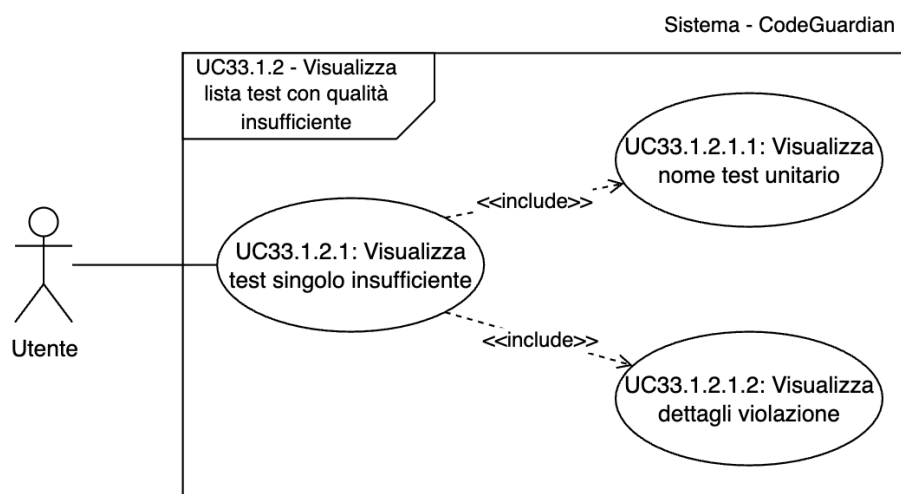 Sistema - CodeGuardian
UC33.1.2 - Visualizza
lista test con qualità
insufficiente
UC33.1.2.1.1: Visualizza
nome test unitario
<<include>>
UC33.1.2.1: Visualizza
test singolo insufficiente
Utente
<<include>>
UC33.1.2.1.2: Visualizza
dettagli violazione